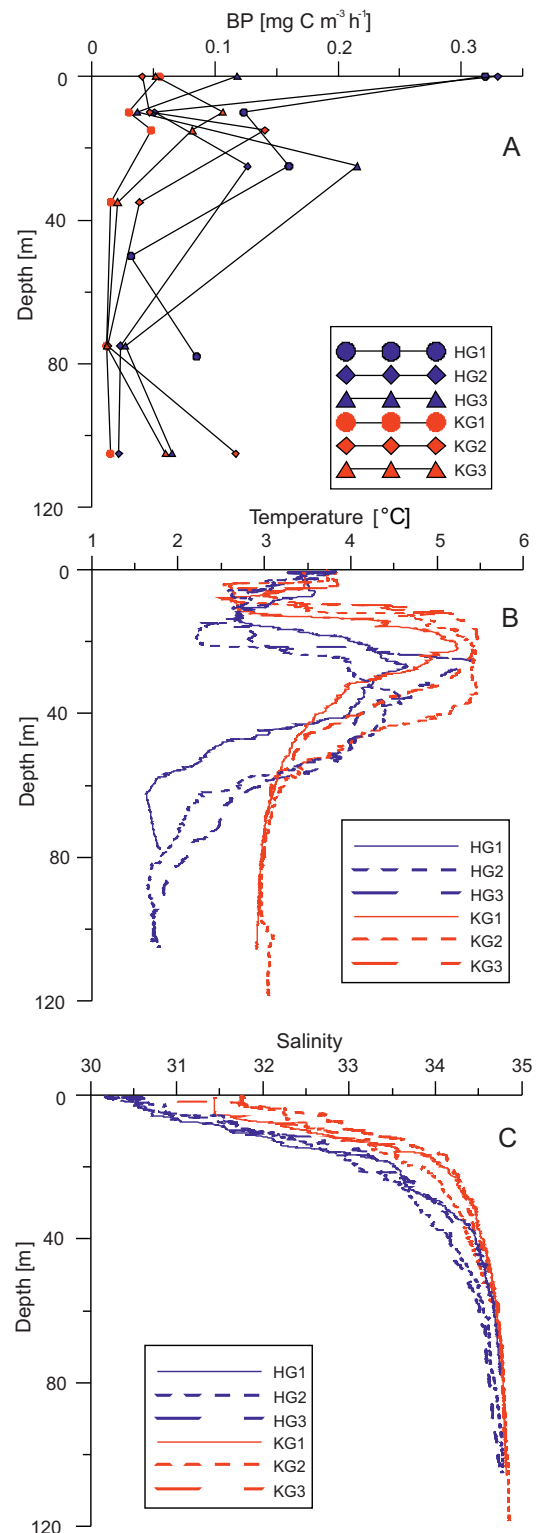 BP [mg C m⁻³ h⁻¹]
0 0.1 0.2 0.3
0
A
40
Depth [m]
80
120
HG1
HG2
HG3
KG1
KG2
KG3
Temperature [°C]
1 2 3 4 5 6
0
B
40
Depth [m]
80
120
HG1
HG2
HG3
KG1
KG2
KG3
Salinity
30 31 32 33 34 35
0
C
40
Depth [m]
80
120
HG1
HG2
HG3
KG1
KG2
KG3